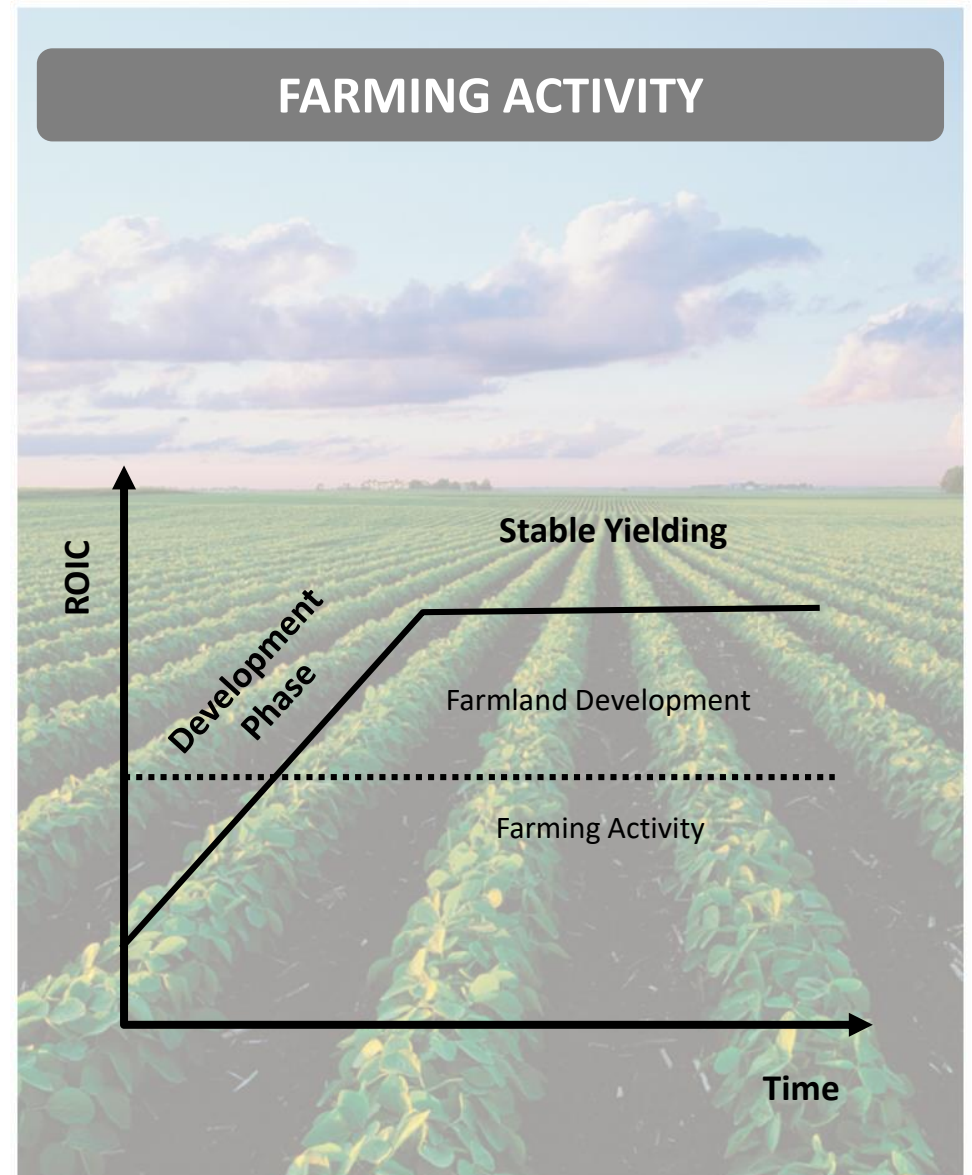 FARMING ACTIVITY
ROIC
Stable Yielding
Development
Phase
Farmland Development
Farming Activity
Time